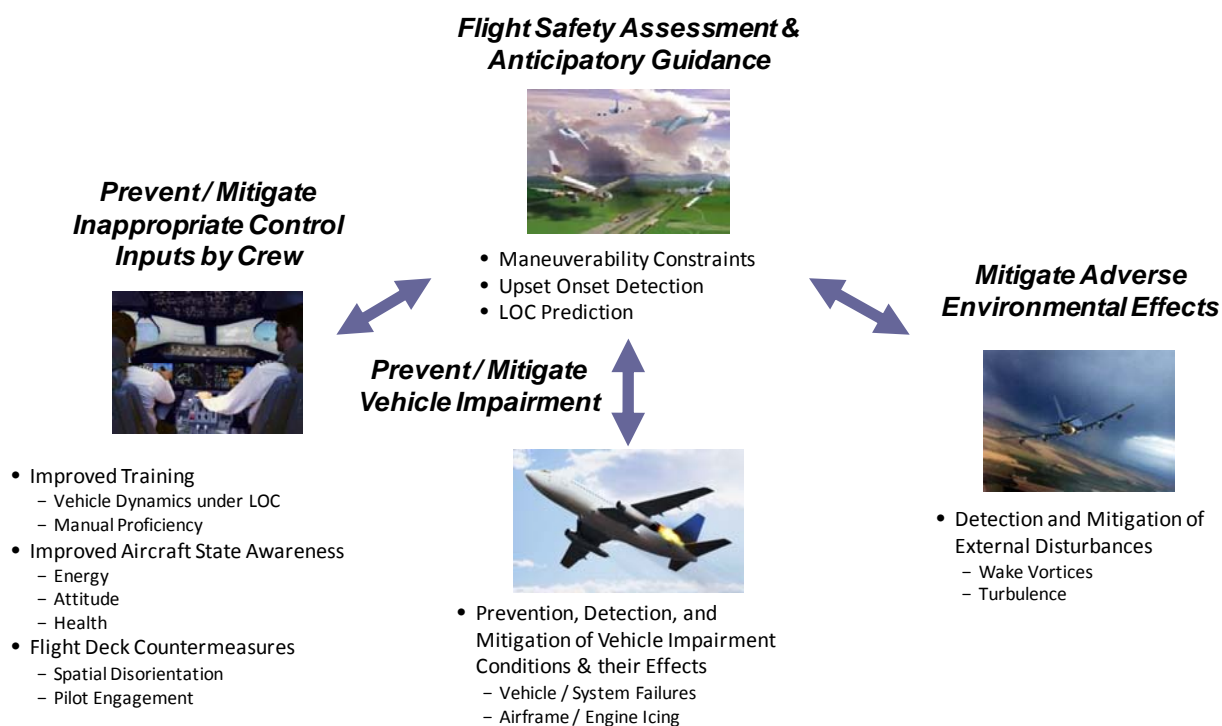 Flight Safety Assessment &
Anticipatory Guidance
• Maneuverability Constraints
• Upset Onset Detection
• LOC Prediction
Prevent / Mitigate
Inappropriate Control
Inputs by Crew
• Improved Training
– Vehicle Dynamics under LOC
– Manual Proficiency
• Improved Aircraft State Awareness
– Energy
– Attitude
– Health
• Flight Deck Countermeasures
– Spatial Disorientation
– Pilot Engagement
Prevent / Mitigate
Vehicle Impairment
• Prevention, Detection, and
Mitigation of Vehicle Impairment
Conditions & their Effects
– Vehicle / System Failures
– Airframe / Engine Icing
Mitigate Adverse
Environmental Effects
• Detection and Mitigation of
External Disturbances
– Wake Vortices
– Turbulence